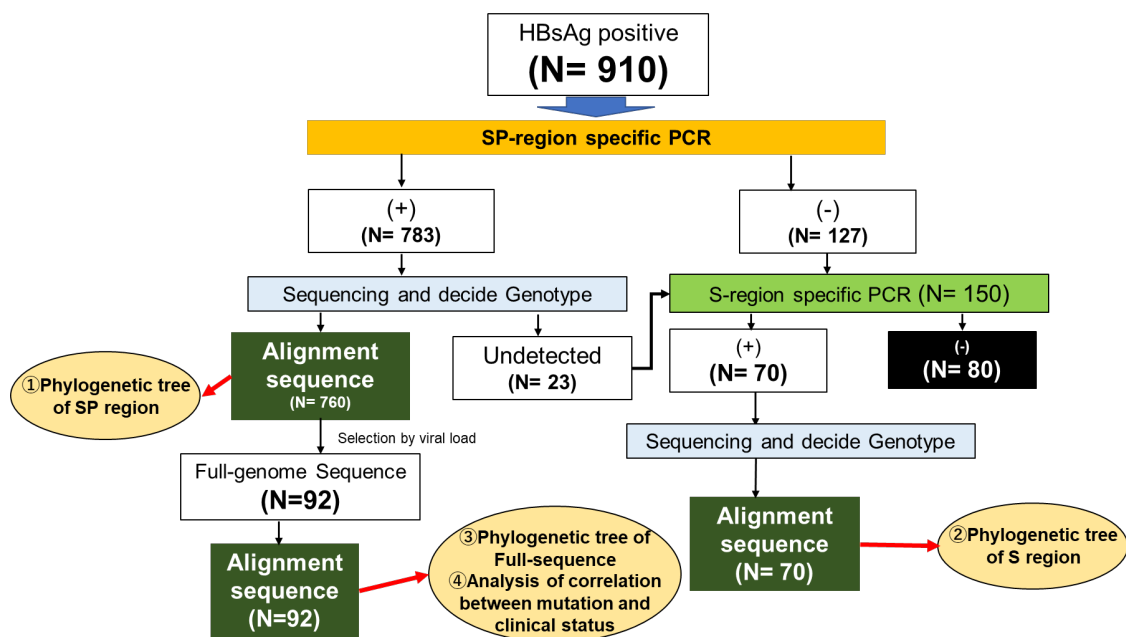 HBsAg positive
(N= 910)
SP-region specific PCR
(+)
(N= 783)
(-)
(N= 127)
Sequencing and decide Genotype
S-region specific PCR (N= 150)
Alignment
sequence
(N= 760)
Undetected
(N= 23)
(+)
(N= 70)
(-)
(N= 80)
①Phylogenetic tree
of SP region
Selection by viral load
Sequencing and decide Genotype
Full-genome Sequence
(N=92)
Alignment
sequence
(N= 70)
②Phylogenetic tree
of S region
Alignment
sequence
(N=92)
③Phylogenetic tree of
Full-sequence
④Analysis of correlation
between mutation and
clinical status